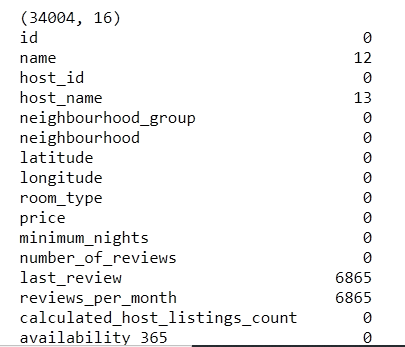 (34004, 16)
id 0
name 12
host_id 0
host_name 13
neighbourhood_group 0
neighbourhood 0
latitude 0
longitude 0
room_type 0
price 0
minimum_nights 0
number_of_reviews 0
last_review 6865
reviews_per_month 6865
calculated_host_listings_count 0
availability_365 0